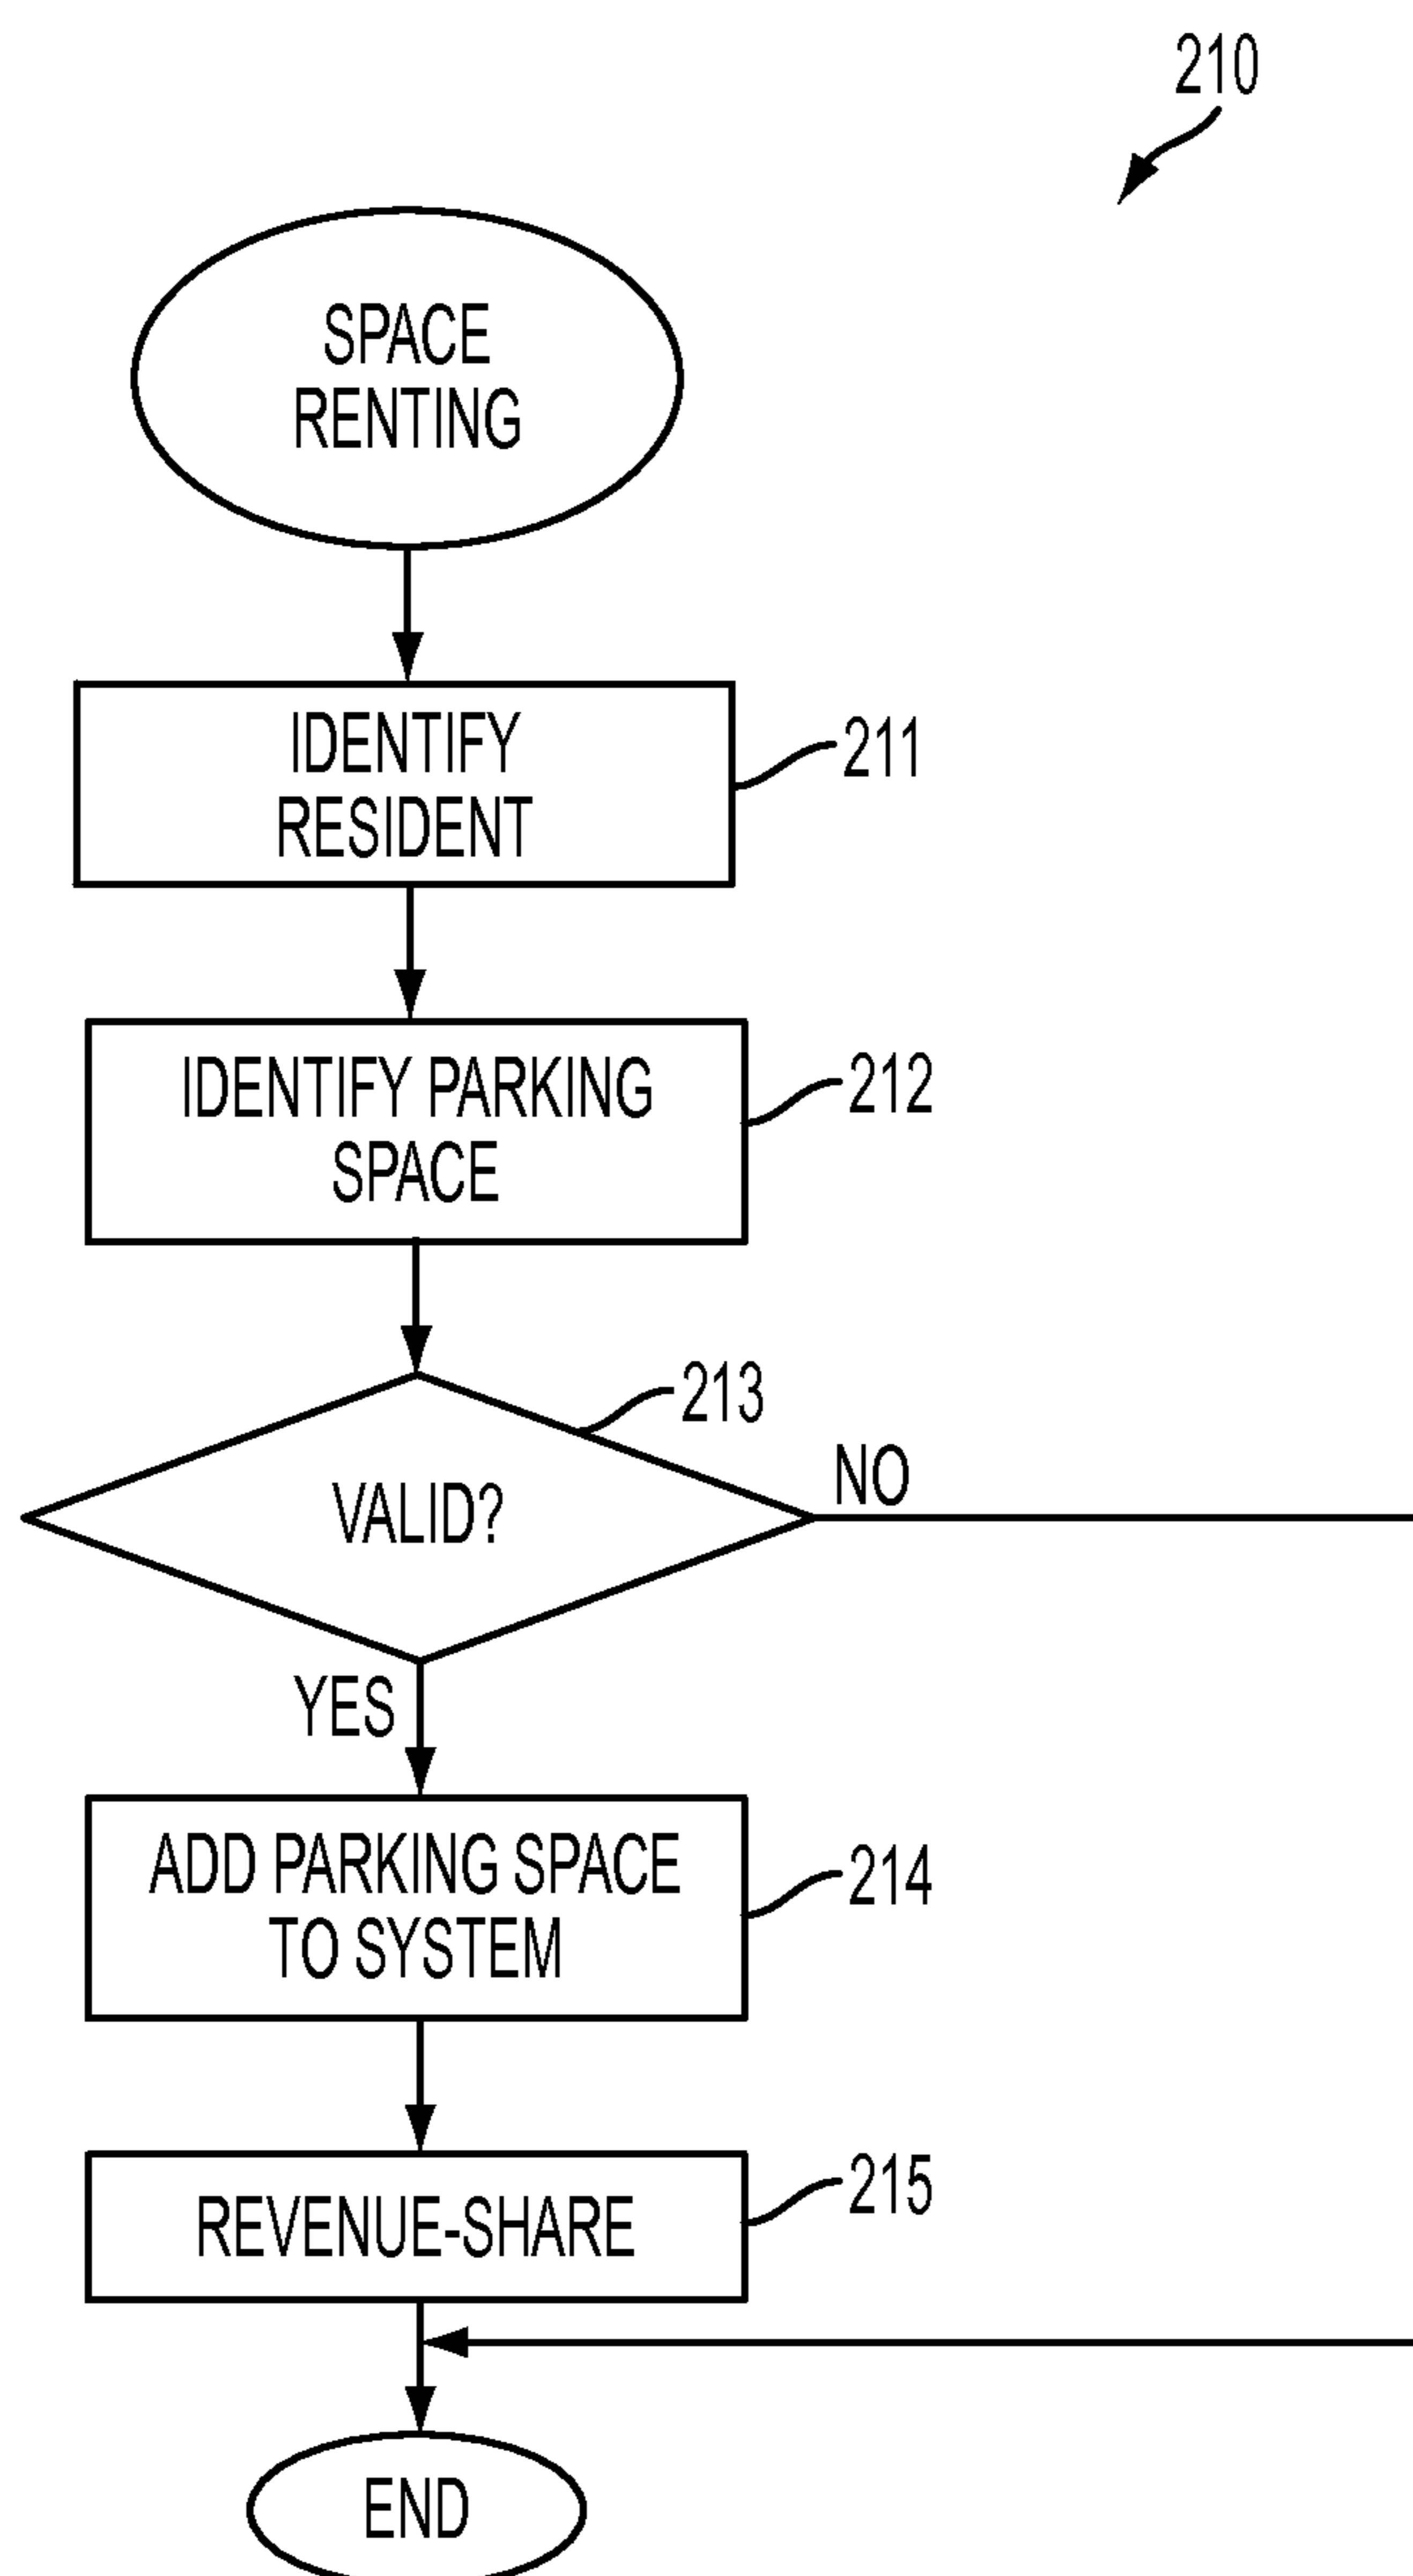 210
SPACE
RENTING
IDENTIFY
RESIDENT
211
IDENTIFY PARKING
SPACE
212
213
VALID?
NO
YES
ADD PARKING SPACE
TO SYSTEM
214
REVENUE-SHARE
215
END